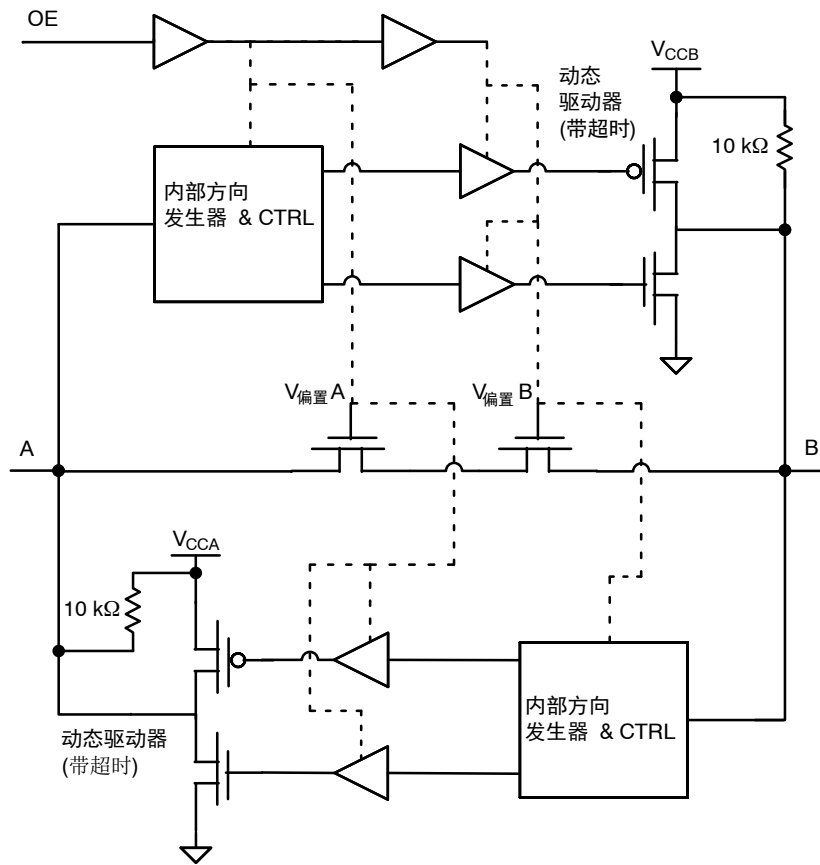 OE
动态
驱动器
(带超时)
VCCB
10 kΩ
内部方向
发生器 & CTRL
V偏置A
V偏置B
A
B
VCCA
10 kΩ
内部方向
发生器 & CTRL
动态驱动器
(带超时)